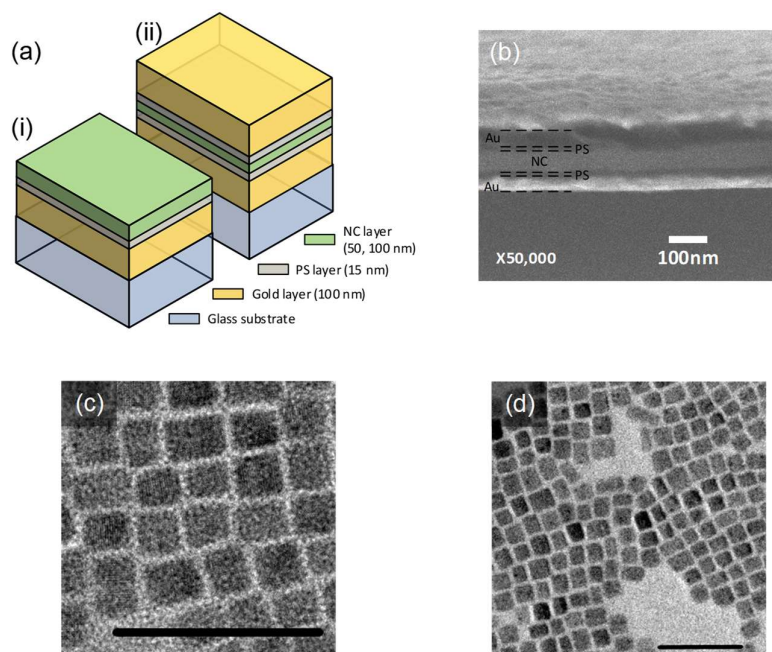 (a)
(ii)
(i)
NC layer
(50, 100 nm)
PS layer (15 nm)
Gold layer (100 nm)
Glass substrate
(b)
Au
PS
NC
PS
Au
X50,000
100nm
(c)
(d)